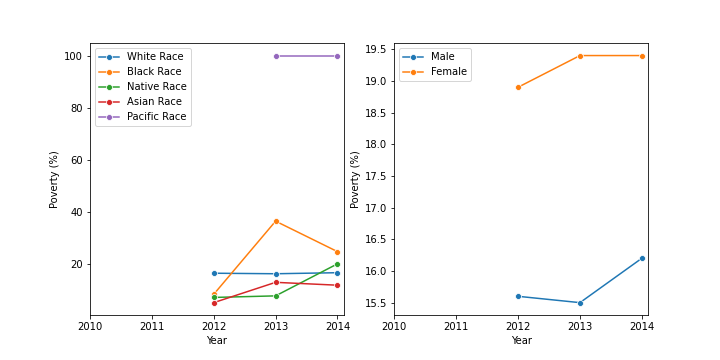 White Race
Black Race
Native Race
Asian Race
Pacific Race
100
80
60
40
20
Poverty (%)
2010 2011 2012 2013 2014
Year
Male
Female
19.5
19.0
18.5
18.0
17.5
17.0
16.5
16.0
15.5
Poverty (%)
2010 2011 2012 2013 2014
Year